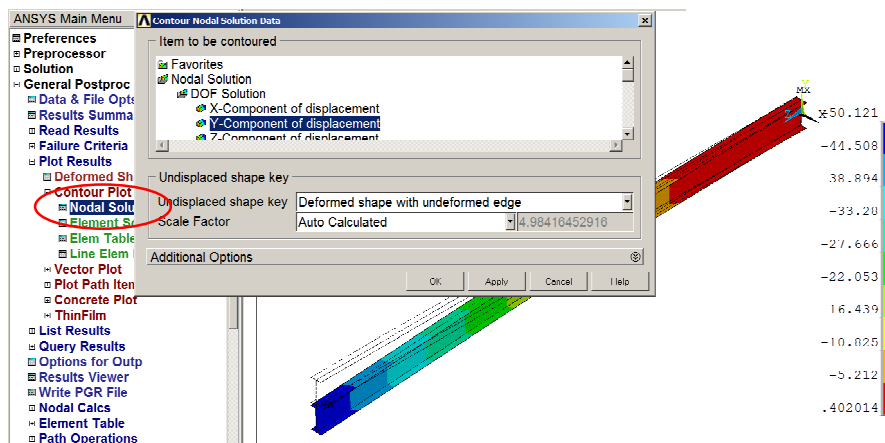 ANSYS Main Menu
Preferences
Preprocessor
Solution
General Postproc
Data & File Opts
Results Summa
Read Results
Failure Criteria
Plot Results
Deformed Sh
Contour Plot
Nodal Solu
Element So
Elem Table
Line Elem
Vector Plot
Plot Path Item
Concrete Plot
ThinFilm
List Results
Query Results
Options for Outp
Results Viewer
Write PGR File
Nodal Calcs
Element Table
Path Operations
Contour Nodal Solution Data
Item to be contoured
Favorites
Nodal Solution
DOF Solution
X-Component of displacement
Y-Component of displacement
Z-Component of displacement
Undisplaced shape key
Undisplaced shape key
Deformed shape with undeformed edge
Scale Factor
Auto Calculated
4.98416452916
Additional Options
OK
Apply
Cancel
Help
Y
MX
Z
X
-50.121
-44.508
38.894
-33.28
-27.666
-22.053
16.439
-10.825
-5.212
.402014